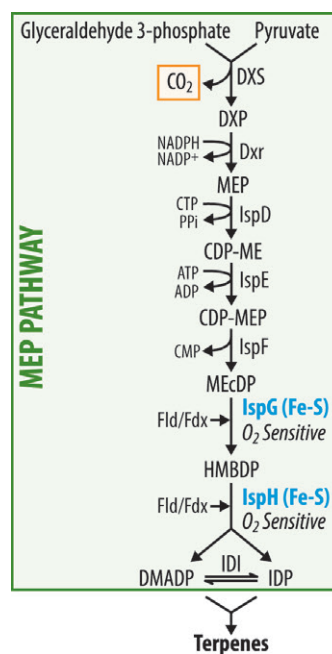 Glyceraldehyde 3-phosphate Pyruvate
CO2 DXS
DXP
NADPH
NADP+ Dxr
MEP
CTP
PPi IspD
CDP-ME
ATP
ADP IspE
CDP-MEP
CMP IspF
MEcDP
Fld/Fdx IspG (Fe-S)
O2 Sensitive
HMBDP
Fld/Fdx IspH (Fe-S)
O2 Sensitive
DMADP IDI IDP
Terpenes
MEP PATHWAY